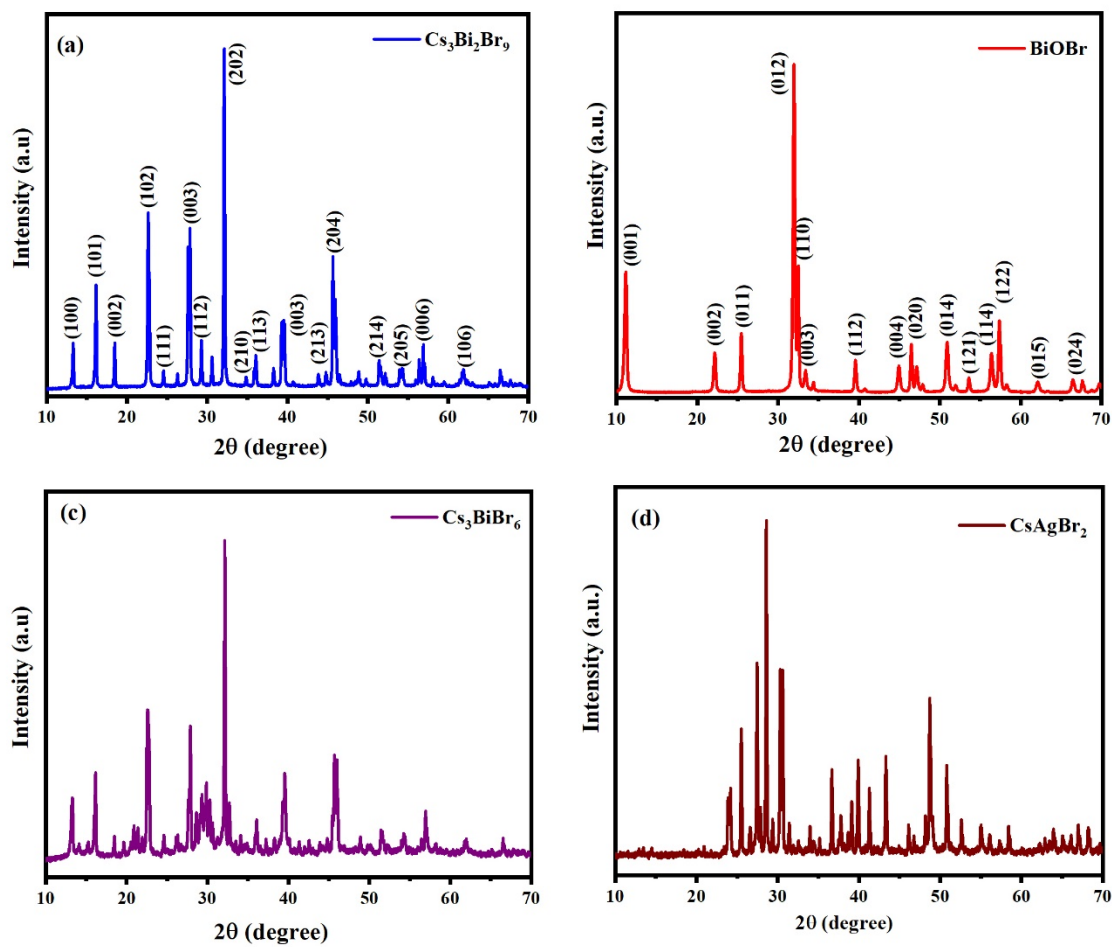 (a)
Cs₃Bi₂Br₉
Intensity (a.u)
(100)
(101)
(002)
(102)
(111)
(003)
(112)
(202)
(210)
(113)
(003)
(213)
(204)
(214)
(205)
(006)
(106)
10 20 30 40 50 60 70
2θ (degree)
BiOBr
Intensity (a.u.)
(001)
(002)
(011)
(012)
(110)
(003)
(112)
(004)
(020)
(014)
(121)
(114)
(122)
(015)
(024)
10 20 30 40 50 60 70
2θ (degree)
(c)
Cs₃BiBr₆
Intensity (a.u)
10 20 30 40 50 60 70
2θ (degree)
(d)
CsAgBr₂
Intensity (a.u.)
10 20 30 40 50 60 70
2θ (degree)